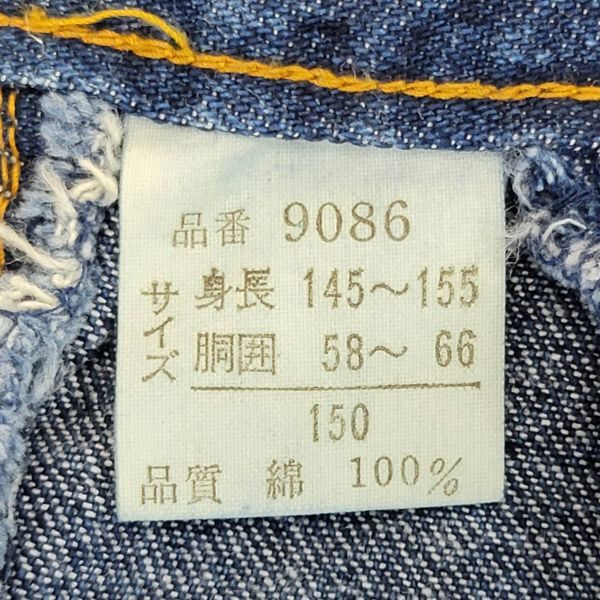 品番 9086
サイズ
身長 145～155
胴囲 58～ 66
150
品質 綿 100%